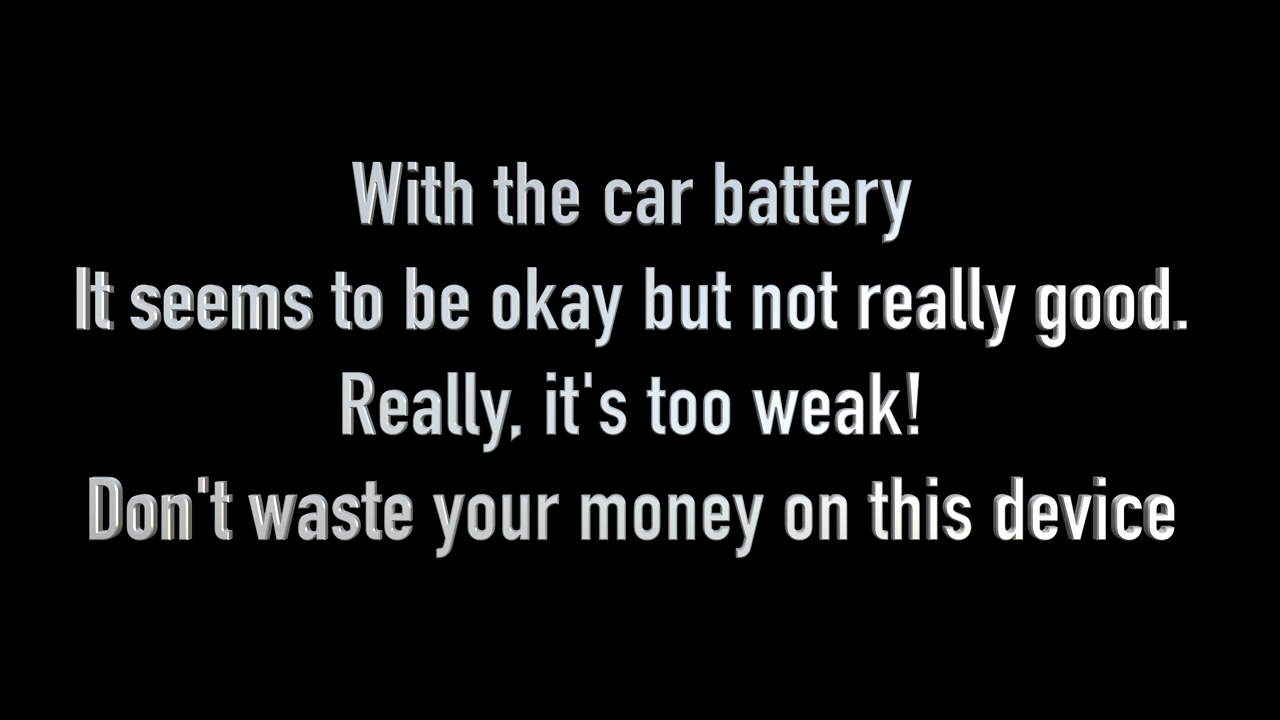 With the car battery
It seems to be okay but not really good.
Really, it's too weak!
Don't waste your money on this device